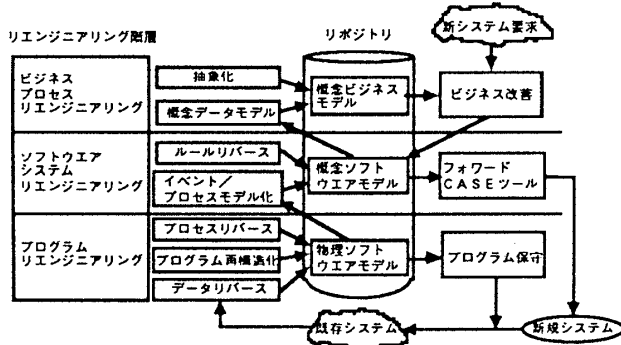 リエンジニアリング階層
リポジトリ
新システム要求
ビジネス
プロセス
リエンジニアリング
抽象化
概念データモデル
概念ビジネス
モデル
ビジネス改善
ソフトウエア
システム
リエンジニアリング
ルールリバース
イベント／
プロセスモデル化
概念ソフト
ウエアモデル
フォワード
CASEツール
プログラム
リエンジニアリング
プロセスリバース
プログラム再構造化
データリバース
物理ソフト
ウエアモデル
プログラム保守
既存システム
新規システム